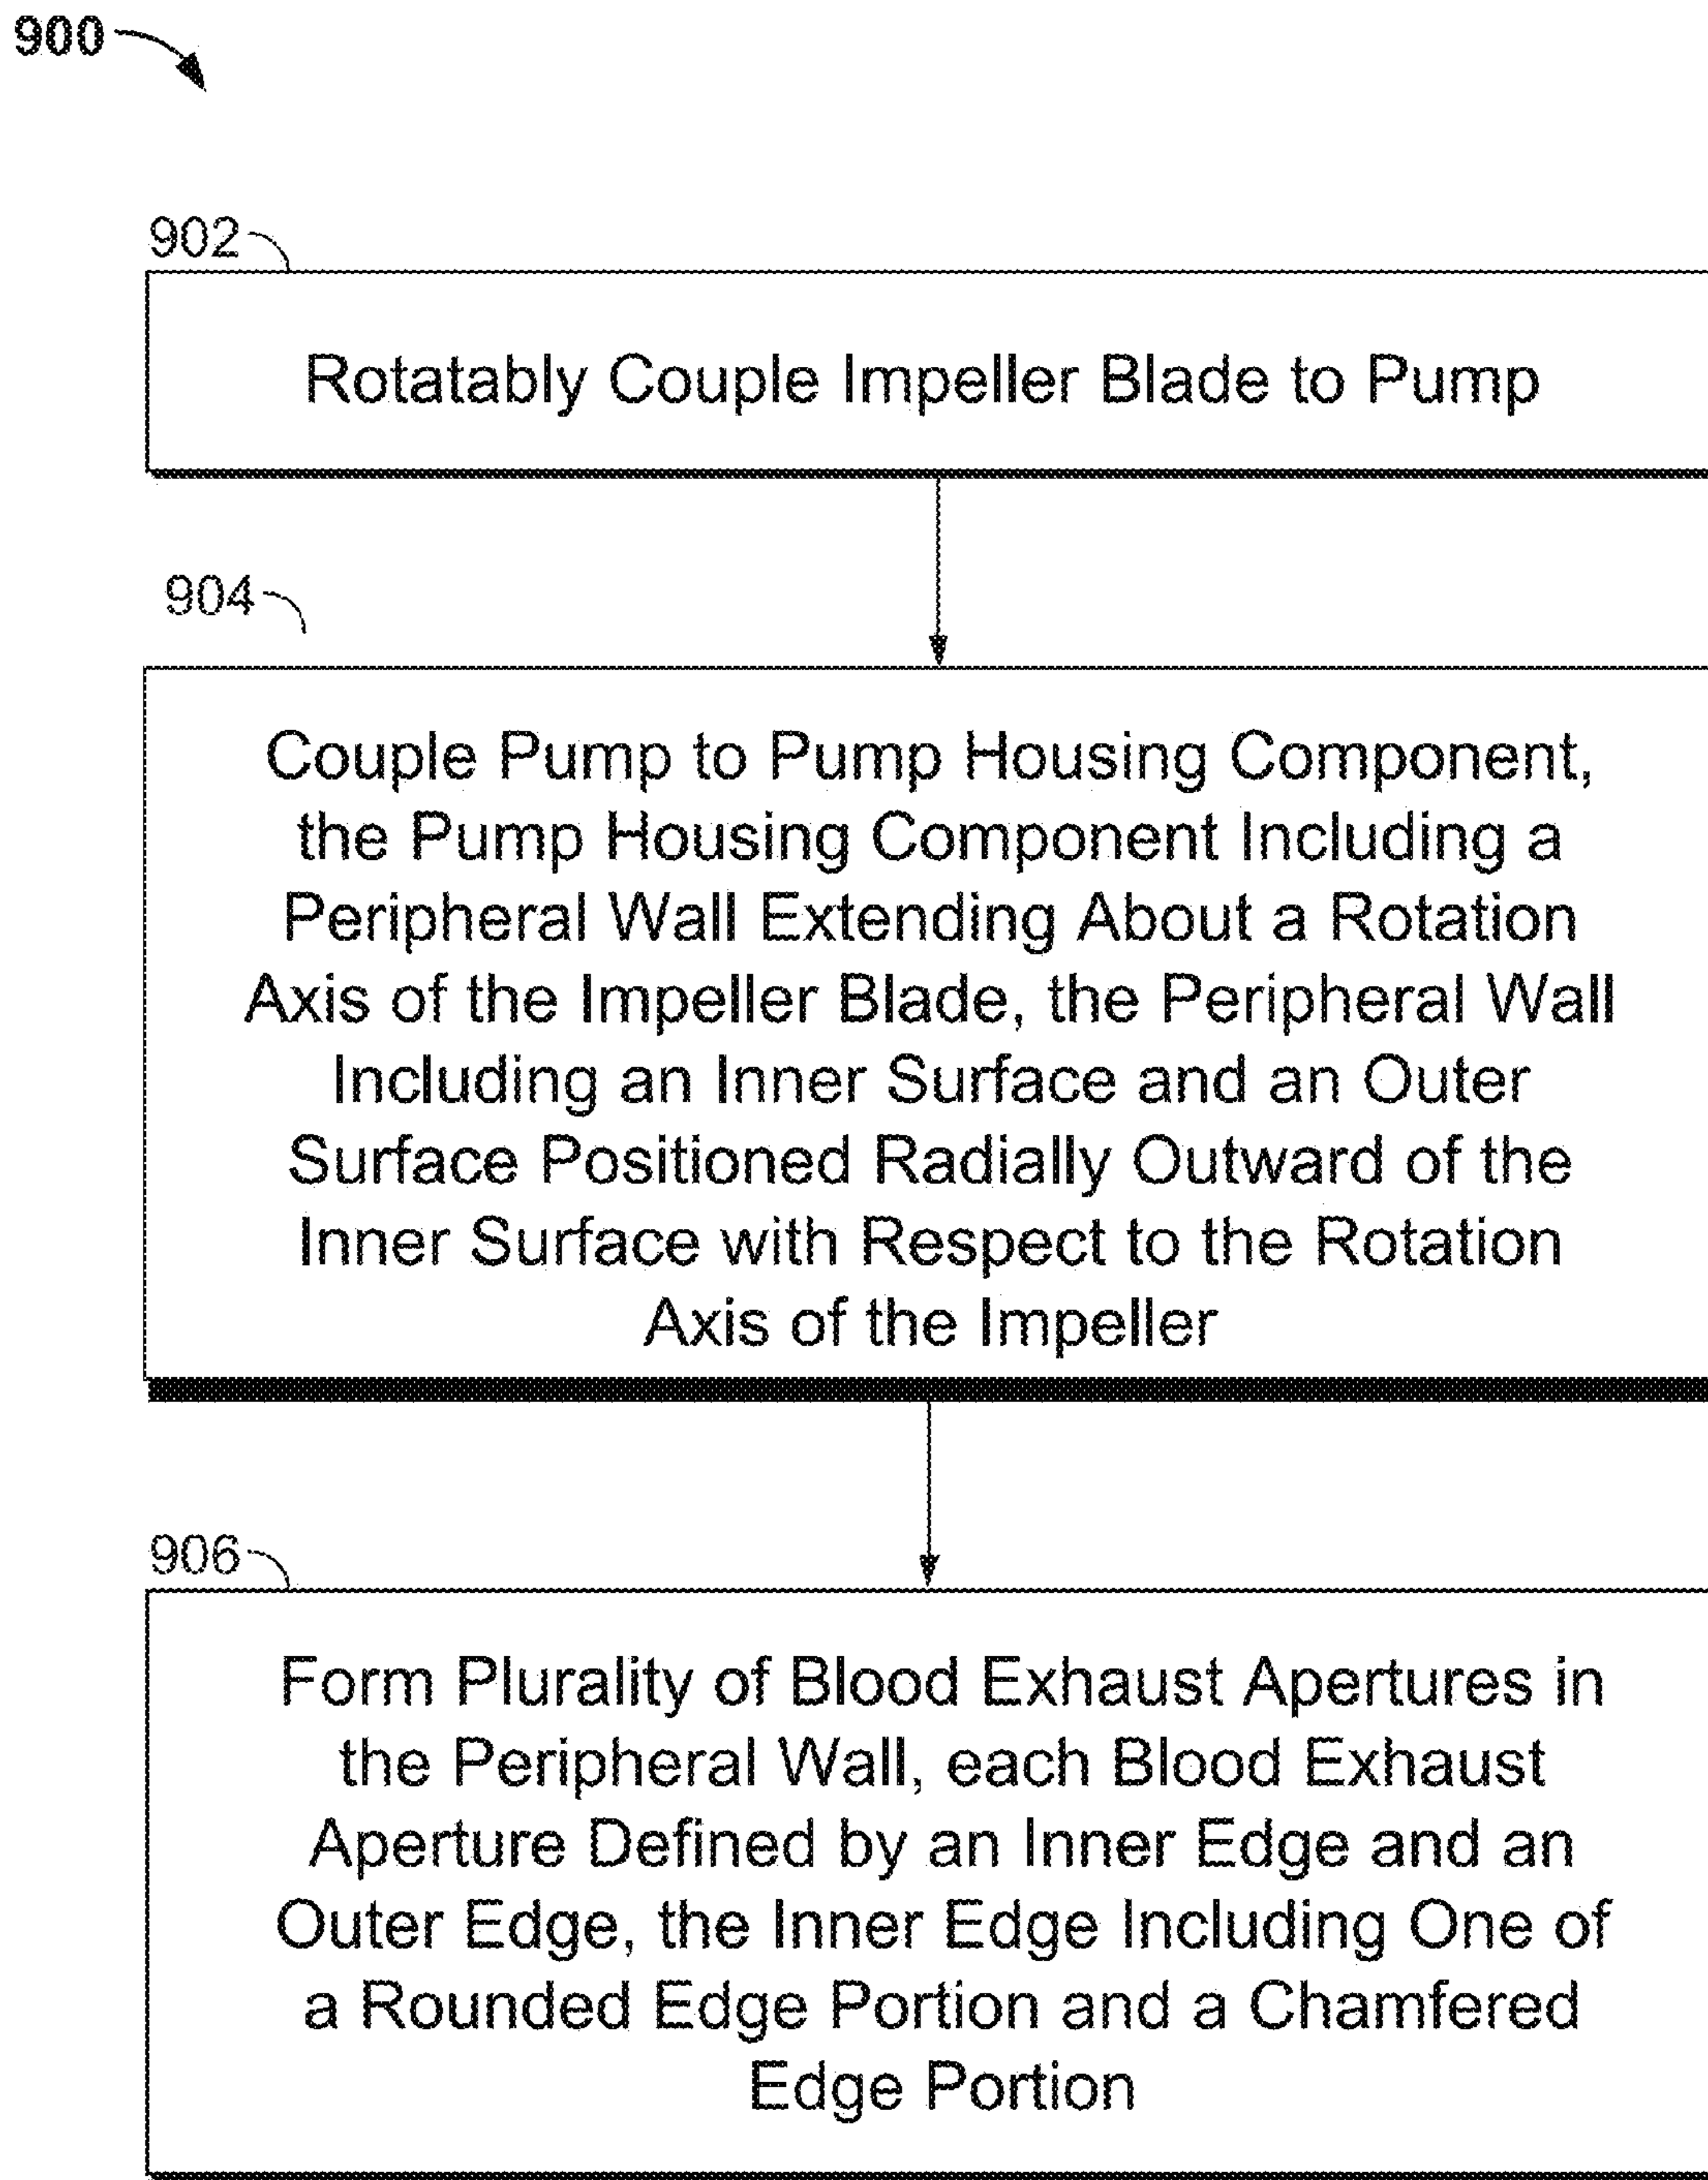 900
902
Rotatably Couple Impeller Blade to Pump
904
Couple Pump to Pump Housing Component,
the Pump Housing Component Including a
Peripheral Wall Extending About a Rotation
Axis of the Impeller Blade, the Peripheral Wall
Including an Inner Surface and an Outer
Surface Positioned Radially Outward of the
Inner Surface with Respect to the Rotation
Axis of the Impeller
906
Form Plurality of Blood Exhaust Apertures in
the Peripheral Wall, each Blood Exhaust
Aperture Defined by an Inner Edge and an
Outer Edge, the Inner Edge Including One of
a Rounded Edge Portion and a Chamfered
Edge Portion